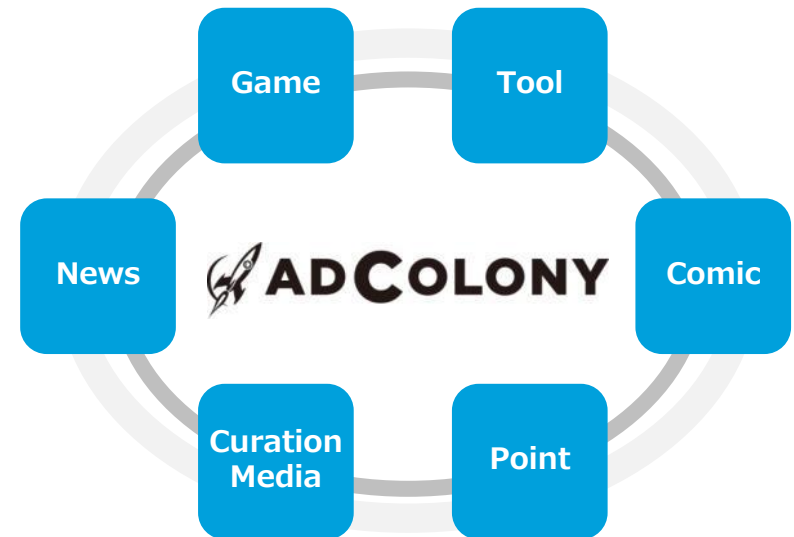 Game
Tool
News
ADCOLONY
Comic
Curation
Media
Point